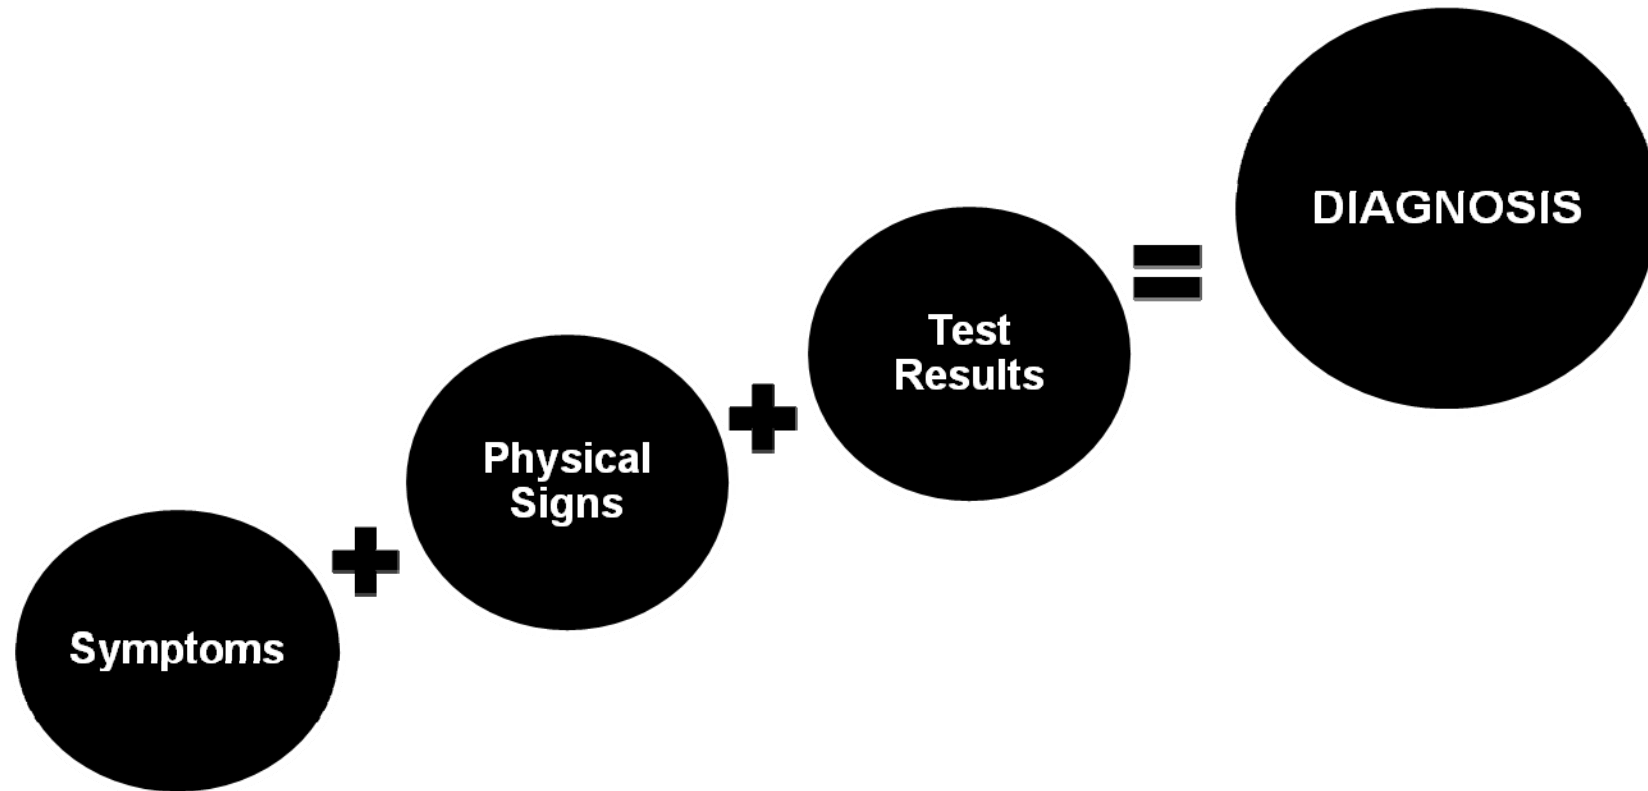 Symptoms
Physical
Signs
Test
Results
DIAGNOSIS